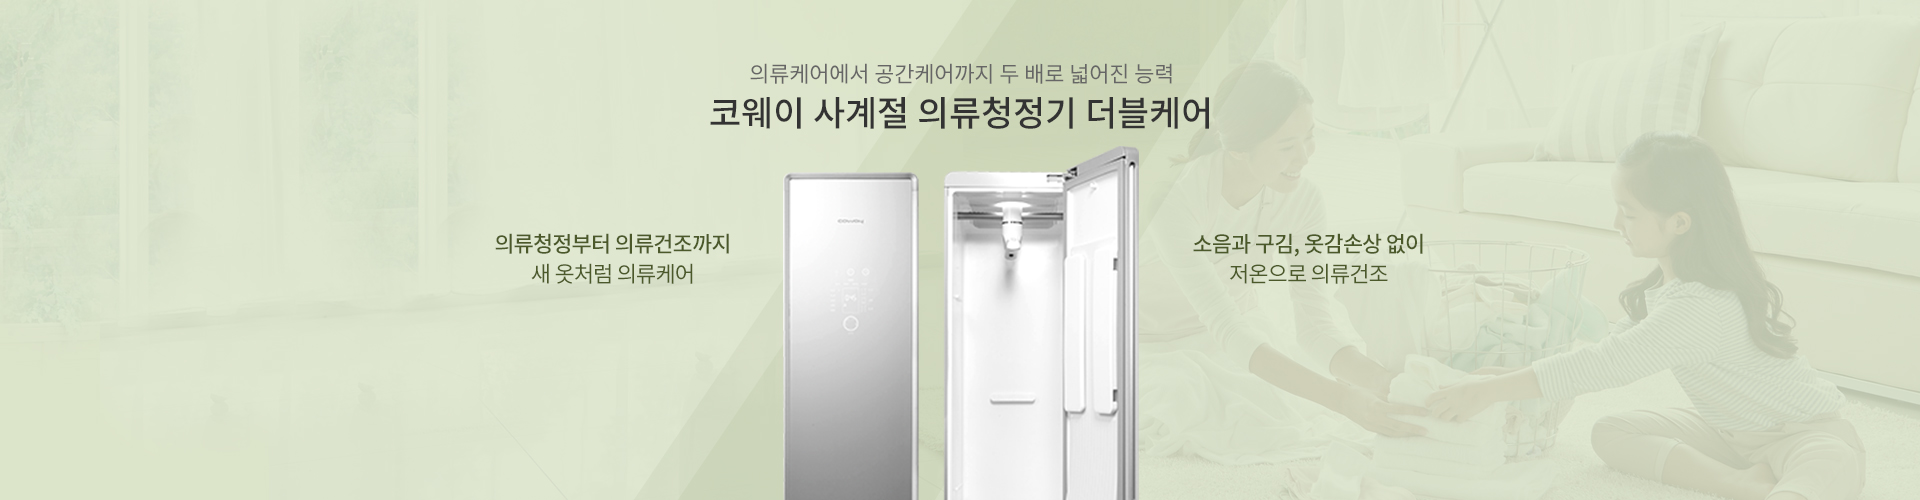 의류케어에서 공간케어까지 두 배로 넓어진 능력
코웨이 사계절 의류청정기 더블케어
coway
의류청정부터 의류건조까지
새 옷처럼 의류케어
소음과 구김, 옷감손상 없이
저온으로 의류건조